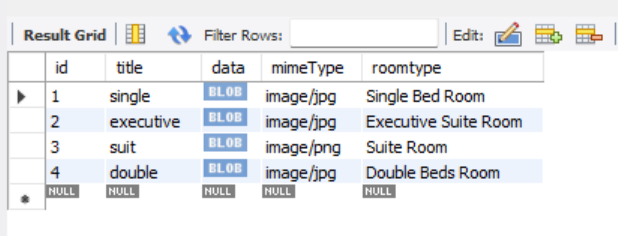 Result Grid Filter Rows: Edit:
id title data mimeType roomtype
1 single BLOB image/jpg Single Bed Room
2 executive BLOB image/jpg Executive Suite Room
3 suit BLOB image/png Suite Room
4 double BLOB image/jpg Double Beds Room
NULL NULL NULL NULL NULL